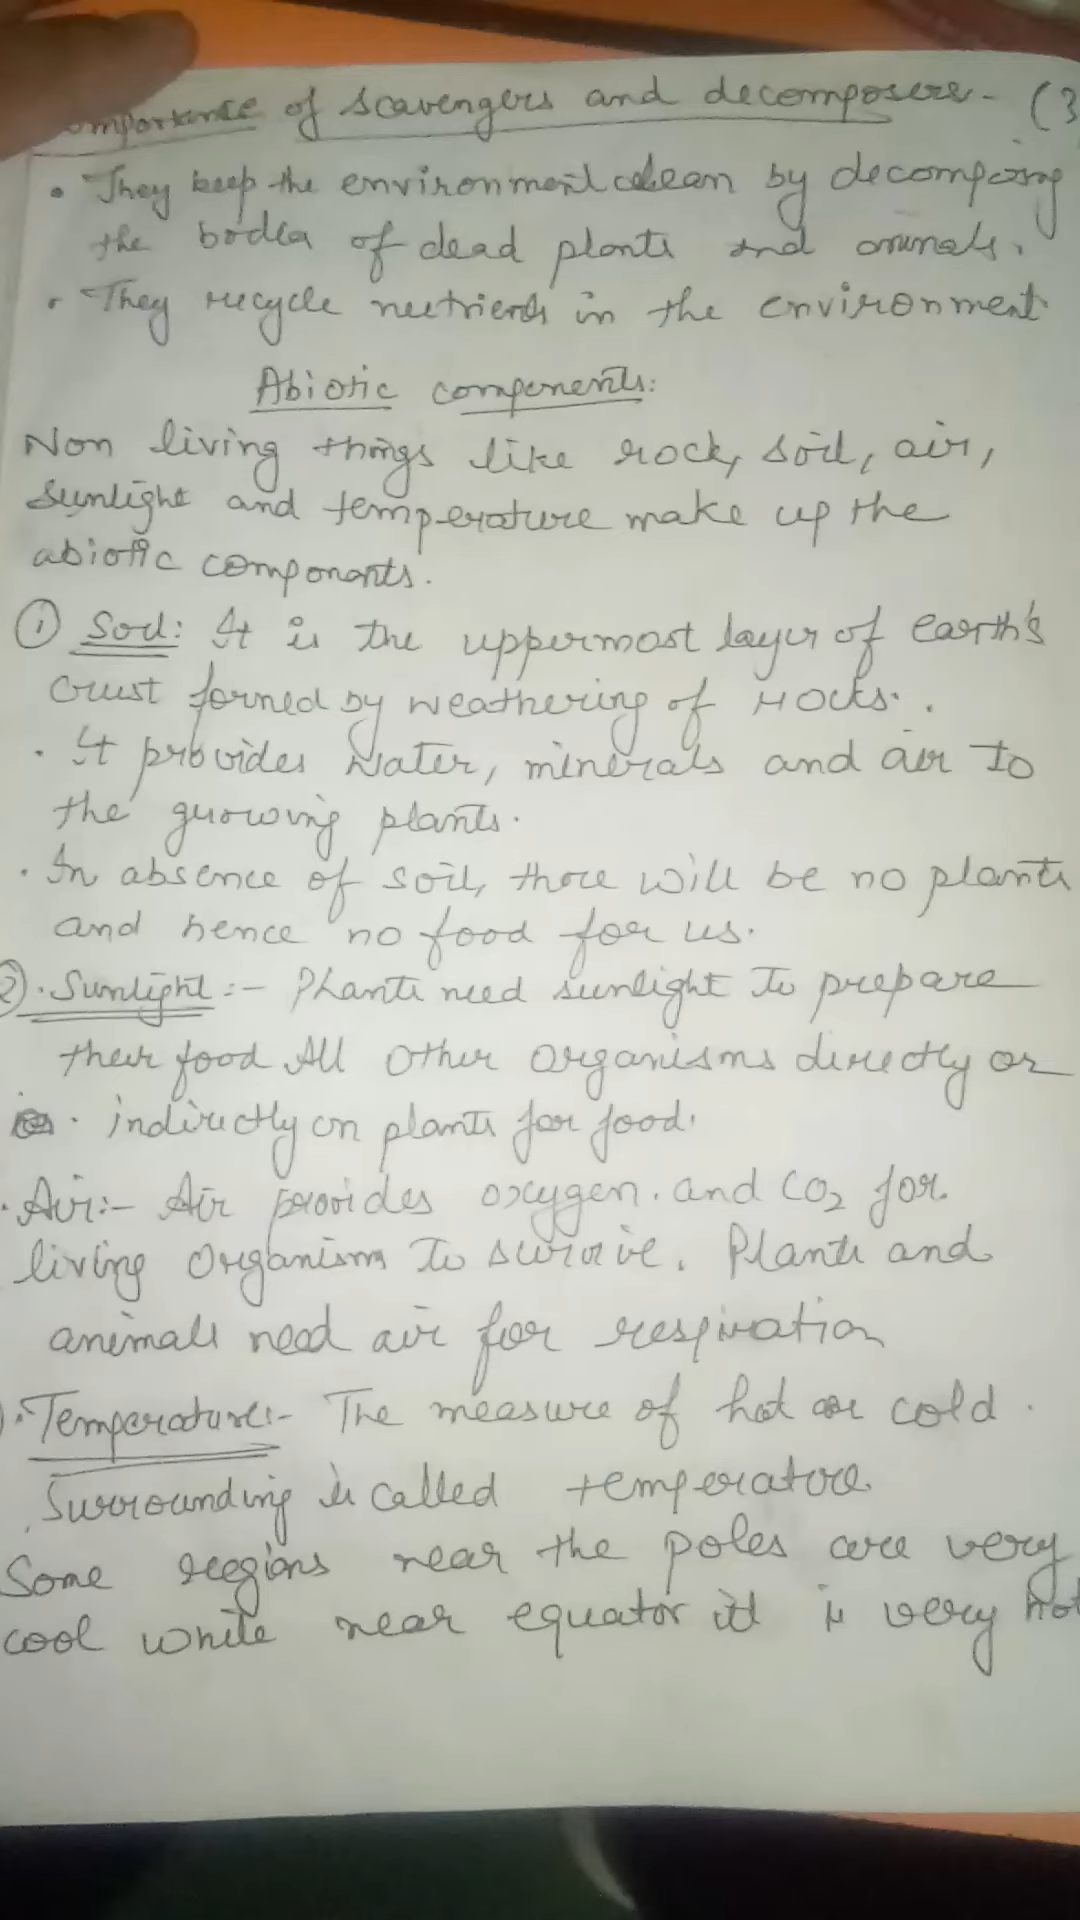 importance of scavengers and decomposers - (3
• They keep the environment clean by decomposing
the bodies of dead plants and animals.
• They recycle nutrients in the environment
Abiotic components:
Non living things like rock, soil, air,
sunlight and temperature make up the
abiotic components.
① Soil: It is the uppermost layer of earth's
crust formed by weathering of rocks.
• It provides water, minerals and air to
the growing plants.
• In absence of soil, there will be no plants
and hence no food for us.
②. Sunlight :- Plants need sunlight to prepare
their food All other organisms directly or
• indirectly on plants for food.
• Air:- Air provides oxygen. and CO₂ for
living organism to survive. Plants and
animals need air for respiration
). Temperature:- The measure of hot or cold.
surrounding is called temperature.
Some regions near the poles are very
cool while near equator it is very hot